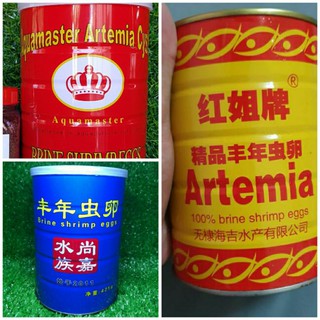 Aquamaster Artemia Cy
Aquamaster
BRINE SHRIMP EGGS
丰年虫卵
Brine shrimp eggs
水尚
族嘉
®
红姐牌
精品丰年虫卵
Artemia
100% brine shrimp eggs
无棣海吉水产有限公司